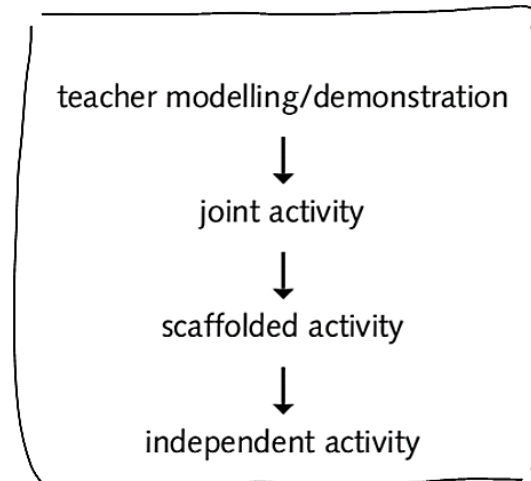 teacher modelling/demonstration
joint activity
scaffolded activity
independent activity